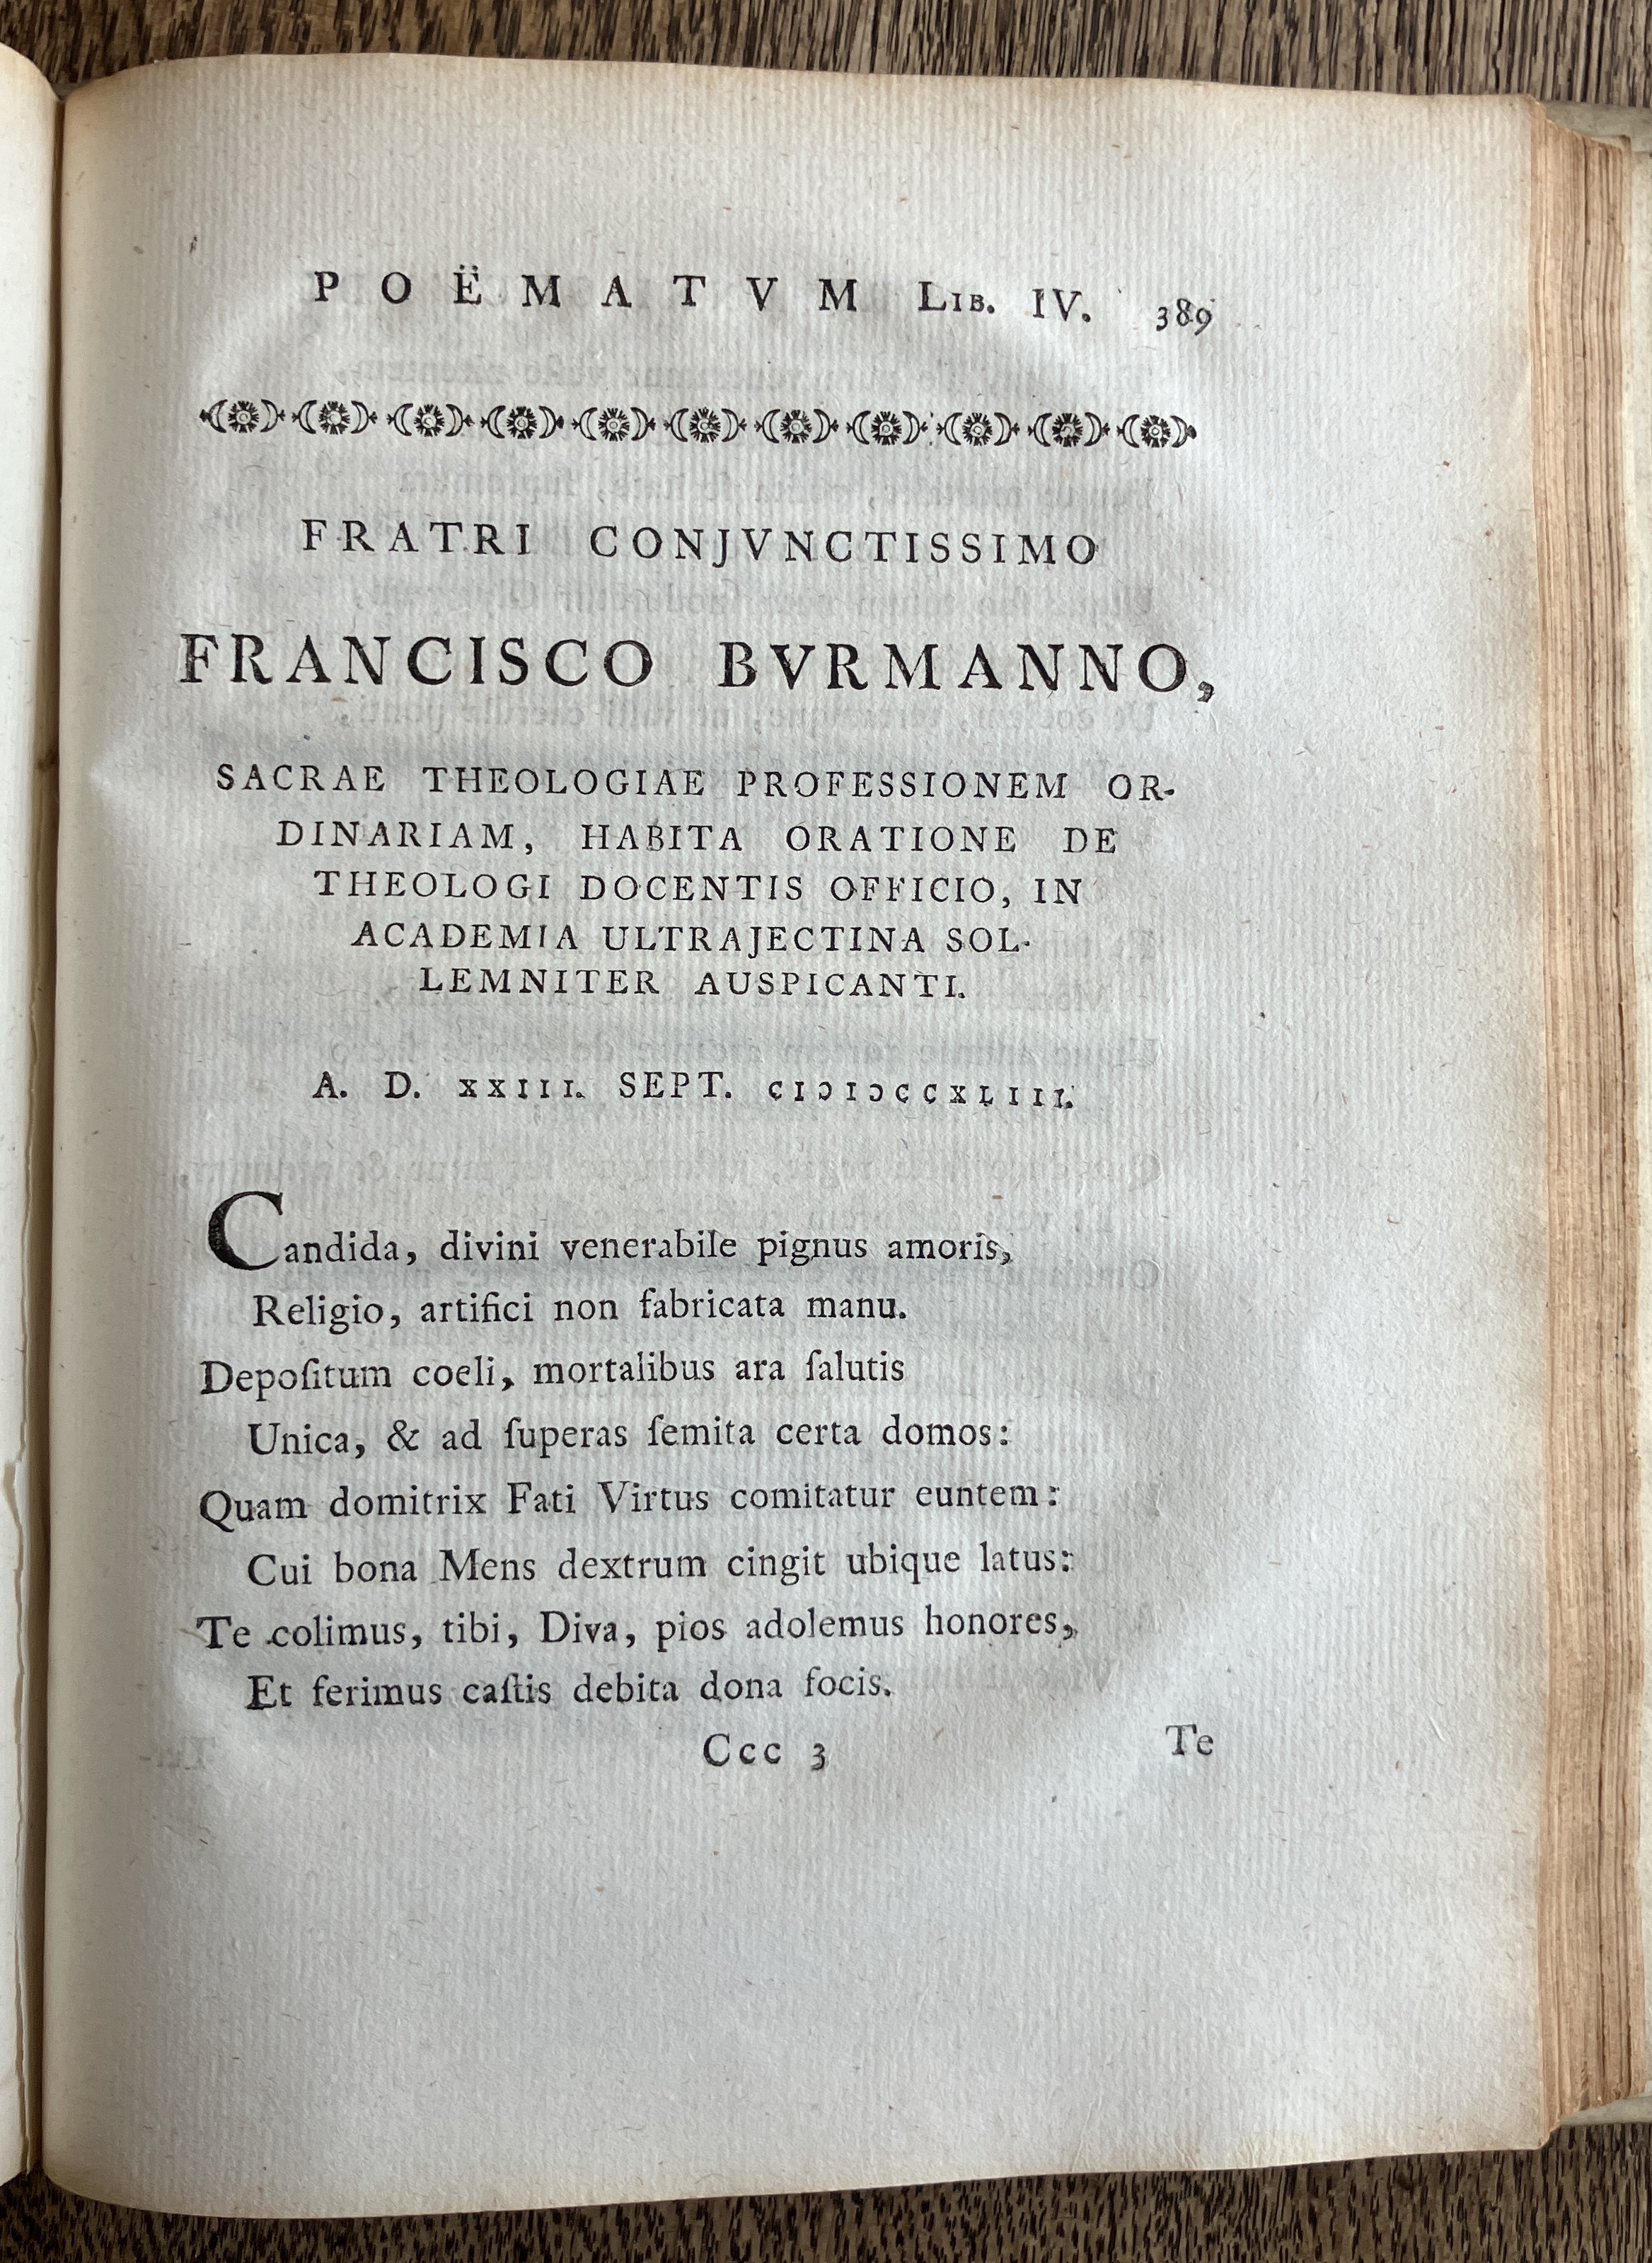 POËMATVM LIB. IV. 389
FRATRI CONJVNCTISSIMO
FRANCISCO BVRMANNO,
SACRAE THEOLOGIAE PROFESSIONEM OR-
DINARIAM, HABITA ORATIONE DE
THEOLOGI DOCENTIS OFFICIO, IN
ACADEMIA ULTRAJECTINA SOL-
LEMNITER AUSPICANTI.
A. D. XXIII. SEPT. CIↃIↃCCXLIII.
Candida, divini venerabile pignus amoris,
Religio, artifici non fabricata manu.
Depoſitum coeli, mortalibus ara ſalutis
Unica, & ad ſuperas ſemita certa domos:
Quam domitrix Fati Virtus comitatur euntem:
Cui bona Mens dextrum cingit ubique latus:
Te colimus, tibi, Diva, pios adolemus honores,
Et ferimus caſtis debita dona focis.
Ccc 3 Te